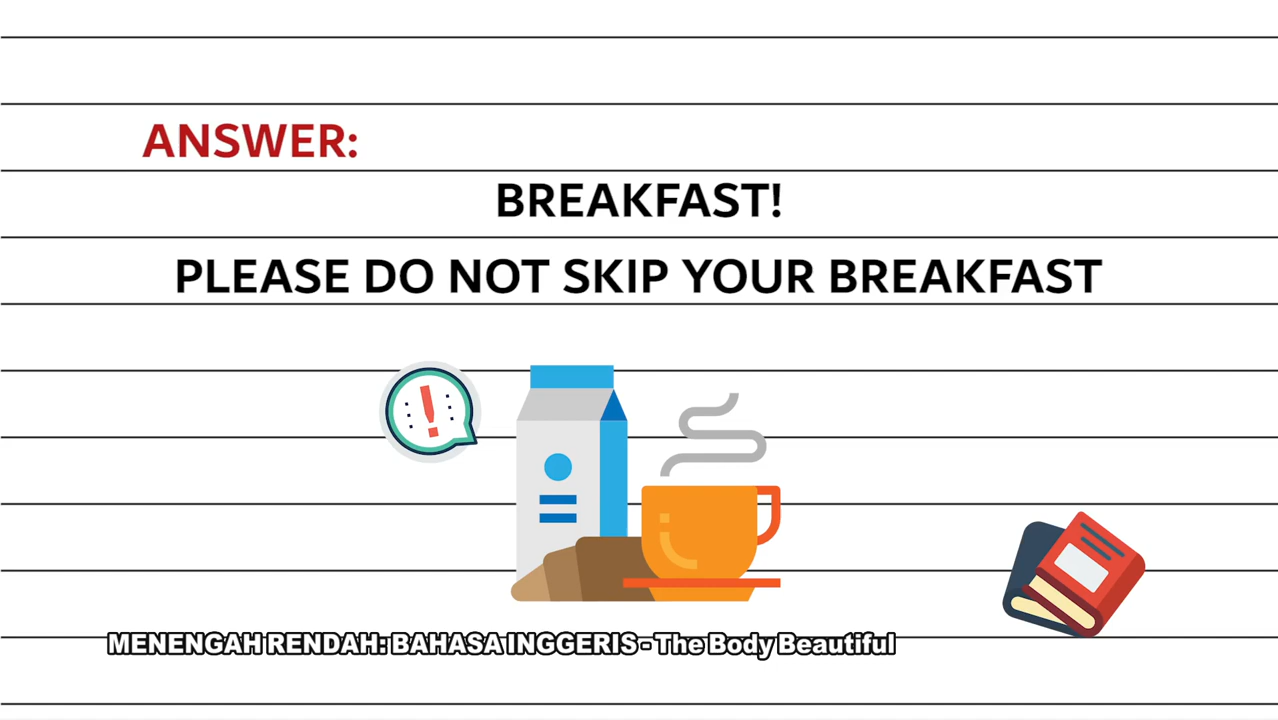 ANSWER:
BREAKFAST!
PLEASE DO NOT SKIP YOUR BREAKFAST
MENENGAH RENDAH: BAHASA INGGERIS - The Body Beautiful